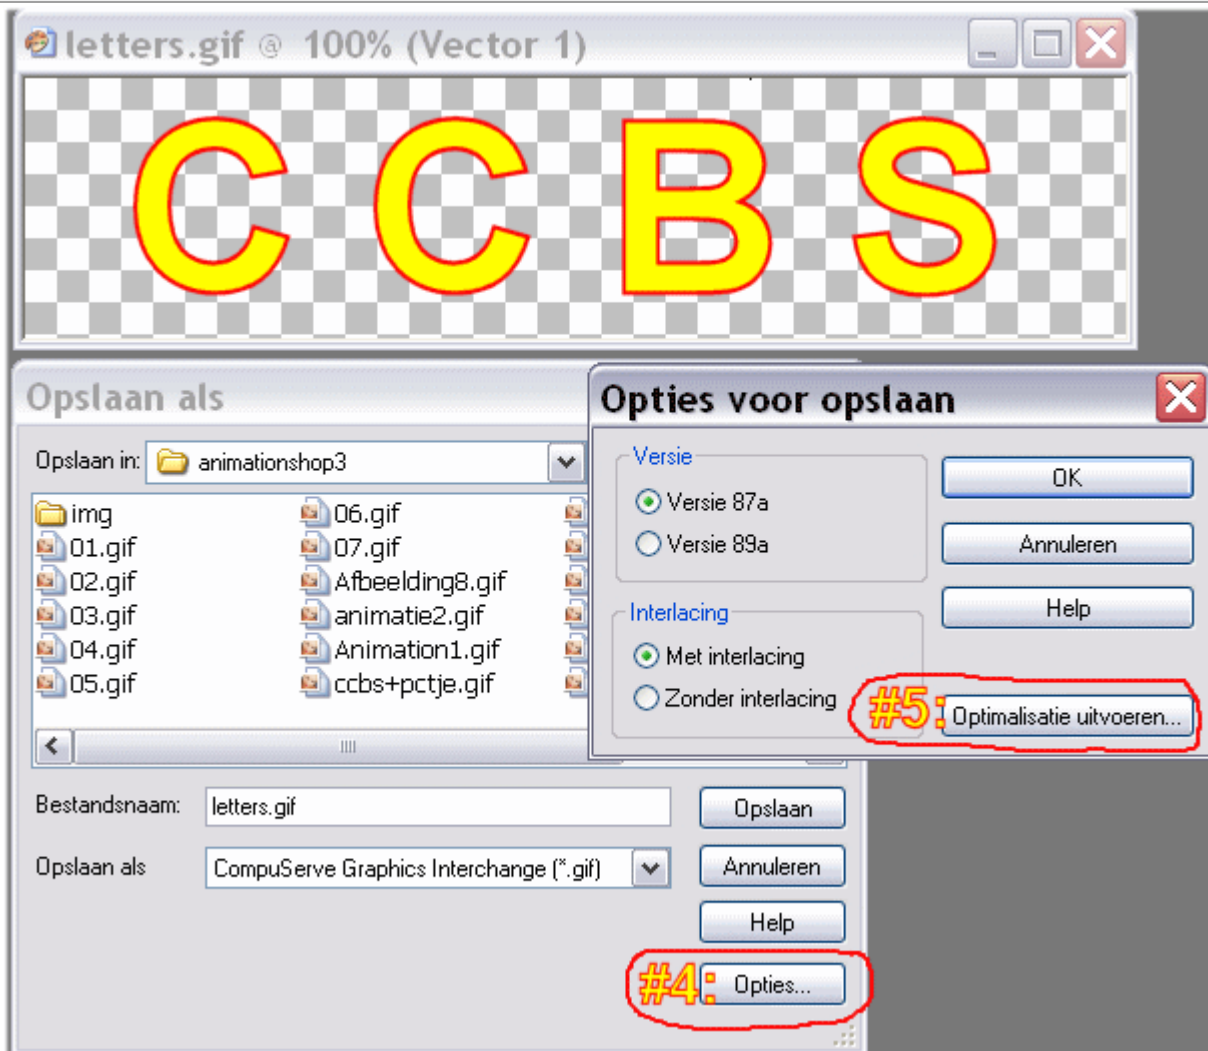 letters.gif @ 100% (Vector 1)
C C B S
Opslaan als
Opslaan in: animationshop3
img
01.gif
02.gif
03.gif
04.gif
05.gif
06.gif
07.gif
Afbeelding8.gif
animatie2.gif
Animation1.gif
ccbs+pctje.gif
Bestandsnaam: letters.gif
Opslaan
Opslaan als CompuServe Graphics Interchange (*.gif)
Annuleren
Help
#4: Opties...
Opties voor opslaan
Versie
Versie 87a
Versie 89a
Interlacing
Met interlacing
Zonder interlacing
OK
Annuleren
Help
#5: Optimalisatie uitvoeren...